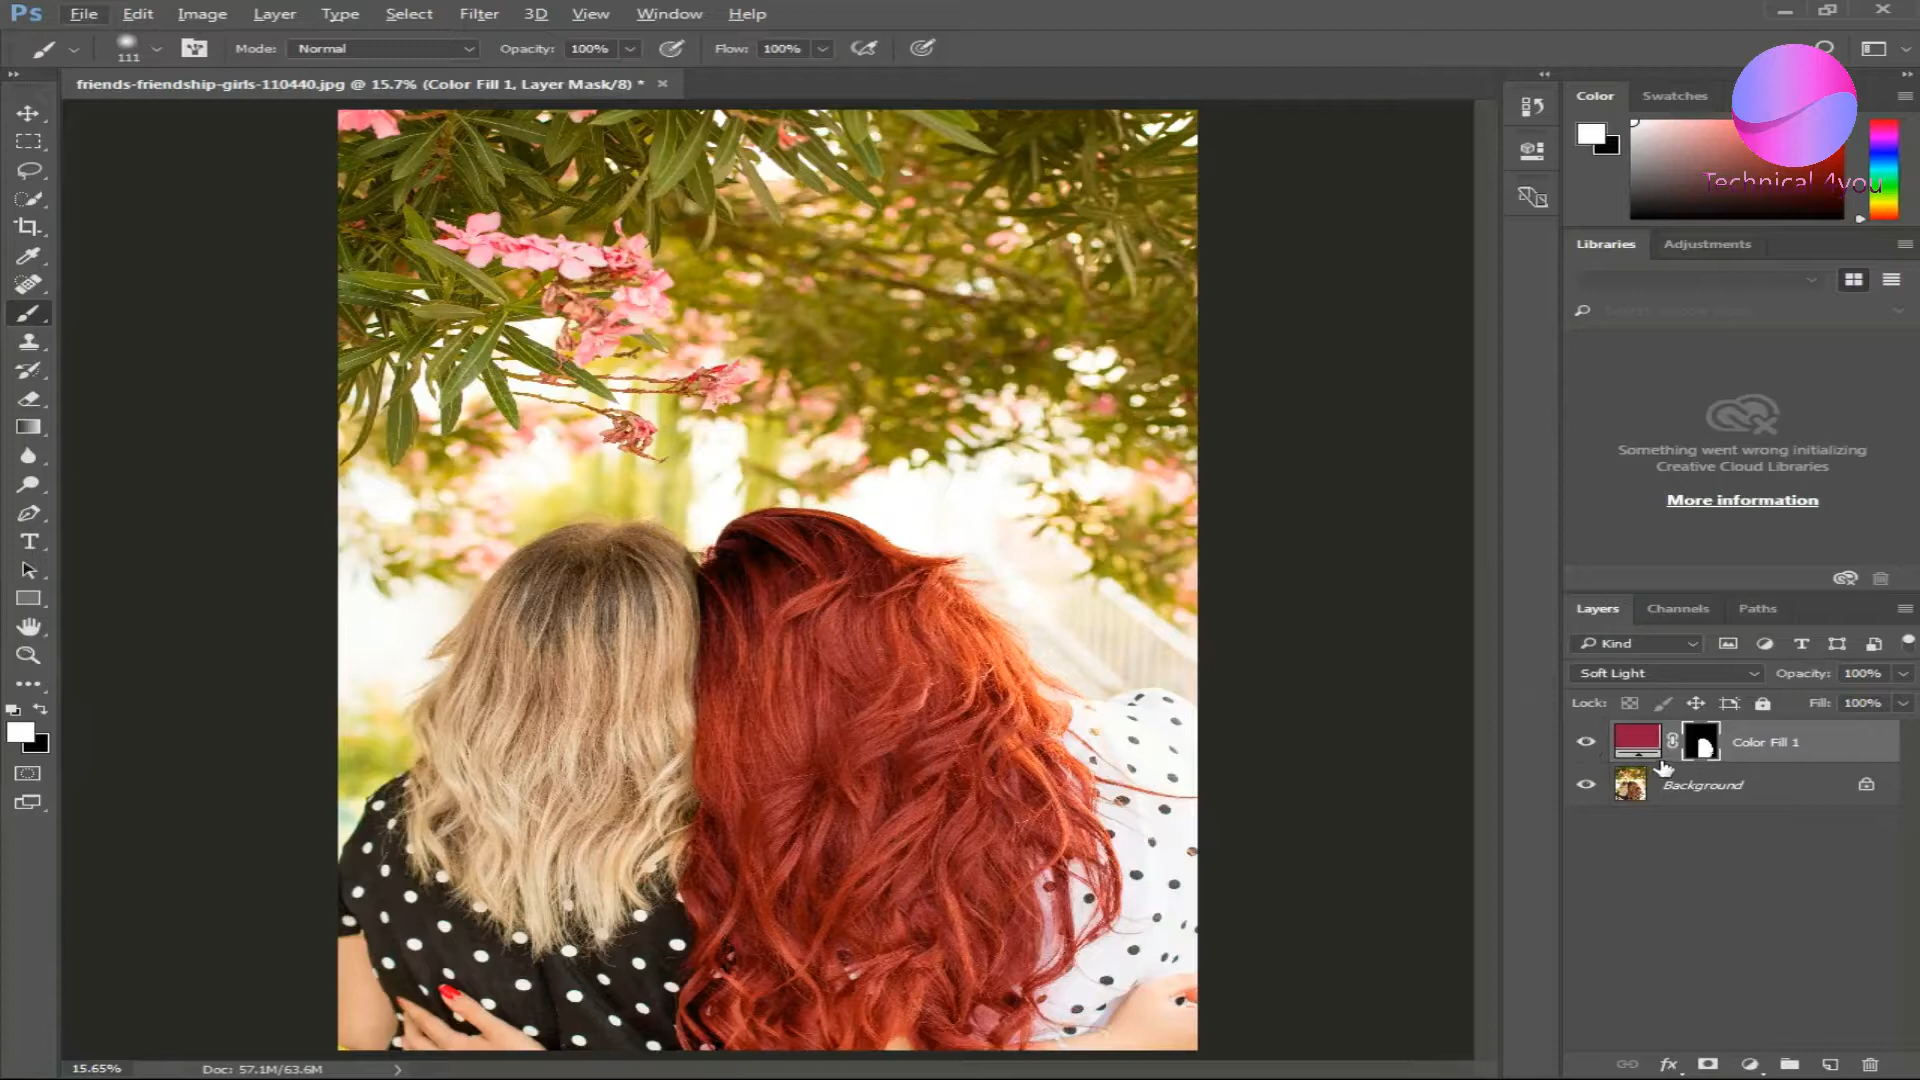 Ps File Edit Image Layer Type Select Filter 3D View Window Help
111 Mode: Normal Opacity: 100% Flow: 100%
friends-friendship-girls-110440.jpg @ 15.7% (Color Fill 1, Layer Mask/8) *
Color Swatches
Technical 4you
Libraries Adjustments
Something went wrong initializing
Creative Cloud Libraries
More information
Layers Channels Paths
Kind
Soft Light Opacity: 100%
Lock: Fill: 100%
Color Fill 1
Background
15.65% Doc: 57.1M/63.6M